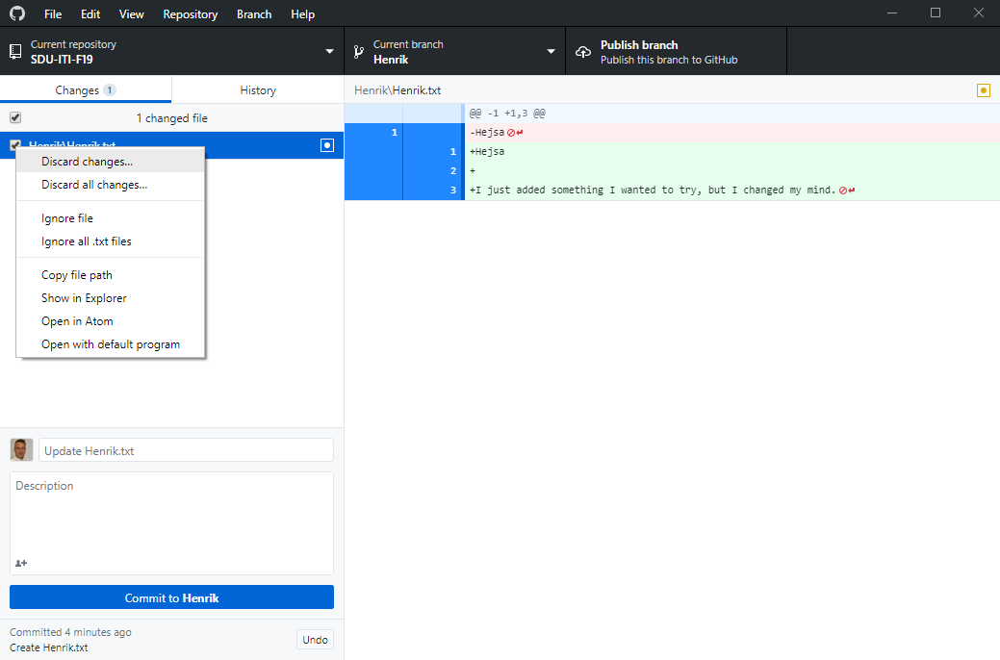 File Edit View Repository Branch Help
Current repository
SDU-ITI-F19
Current branch
Henrik
Publish branch
Publish this branch to GitHub
Changes 1
History
1 changed file
Henrik\Henrik.txt
Discard changes...
Discard all changes...
Ignore file
Ignore all .txt files
Copy file path
Show in Explorer
Open in Atom
Open with default program
Update Henrik.txt
Description
Commit to Henrik
Committed 4 minutes ago
Create Henrik.txt
Undo
Henrik\Henrik.txt
@@ -1 +1,3 @@
1 -Hejsa
1 +Hejsa
2 +
3 +I just added something I wanted to try, but I changed my mind.